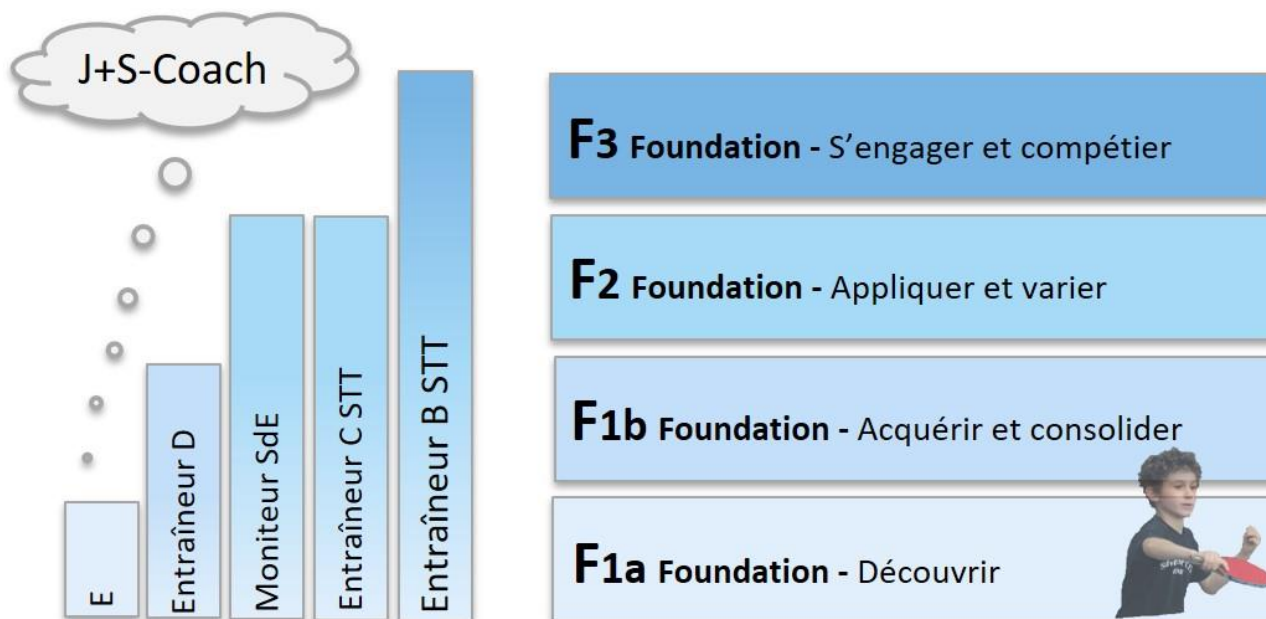 J+S-Coach
E
Entraîneur D
Moniteur SdE
Entraîneur C STT
Entraîneur B STT
F3 Foundation - S'engager et compétier
F2 Foundation - Appliquer et varier
F1b Foundation - Acquérir et consolider
F1a Foundation - Découvrir